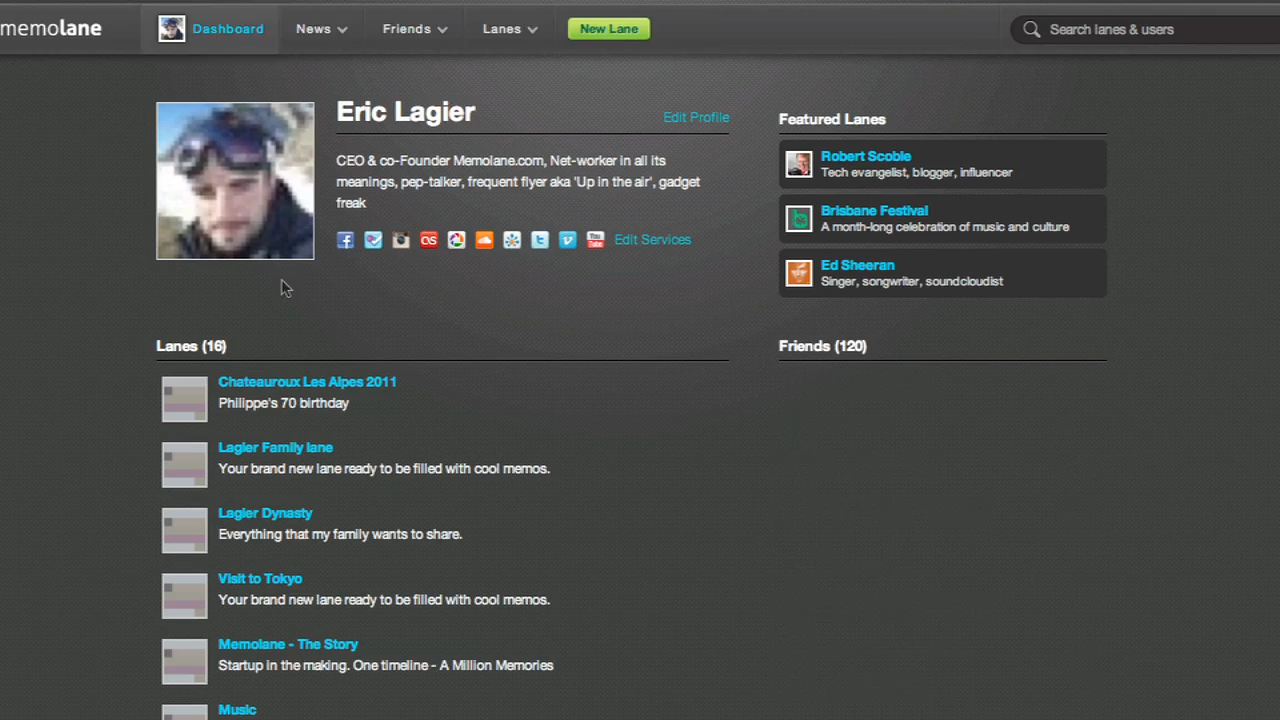 memolane
Dashboard
News
Friends
Lanes
New Lane
Search lanes & users
Eric Lagier
Edit Profile
CEO & co-Founder Memolane.com, Net-worker in all its
meanings, pep-talker, frequent flyer aka 'Up in the air', gadget
freak
Edit Services
Featured Lanes
Robert Scoble
Tech evangelist, blogger, influencer
Brisbane Festival
A month-long celebration of music and culture
Ed Sheeran
Singer, songwriter, soundcloudist
Lanes (16)
Chateauroux Les Alpes 2011
Philippe's 70 birthday
Lagier Family lane
Your brand new lane ready to be filled with cool memos.
Lagier Dynasty
Everything that my family wants to share.
Visit to Tokyo
Your brand new lane ready to be filled with cool memos.
Memolane - The Story
Startup in the making. One timeline - A Million Memories
Music
Friends (120)